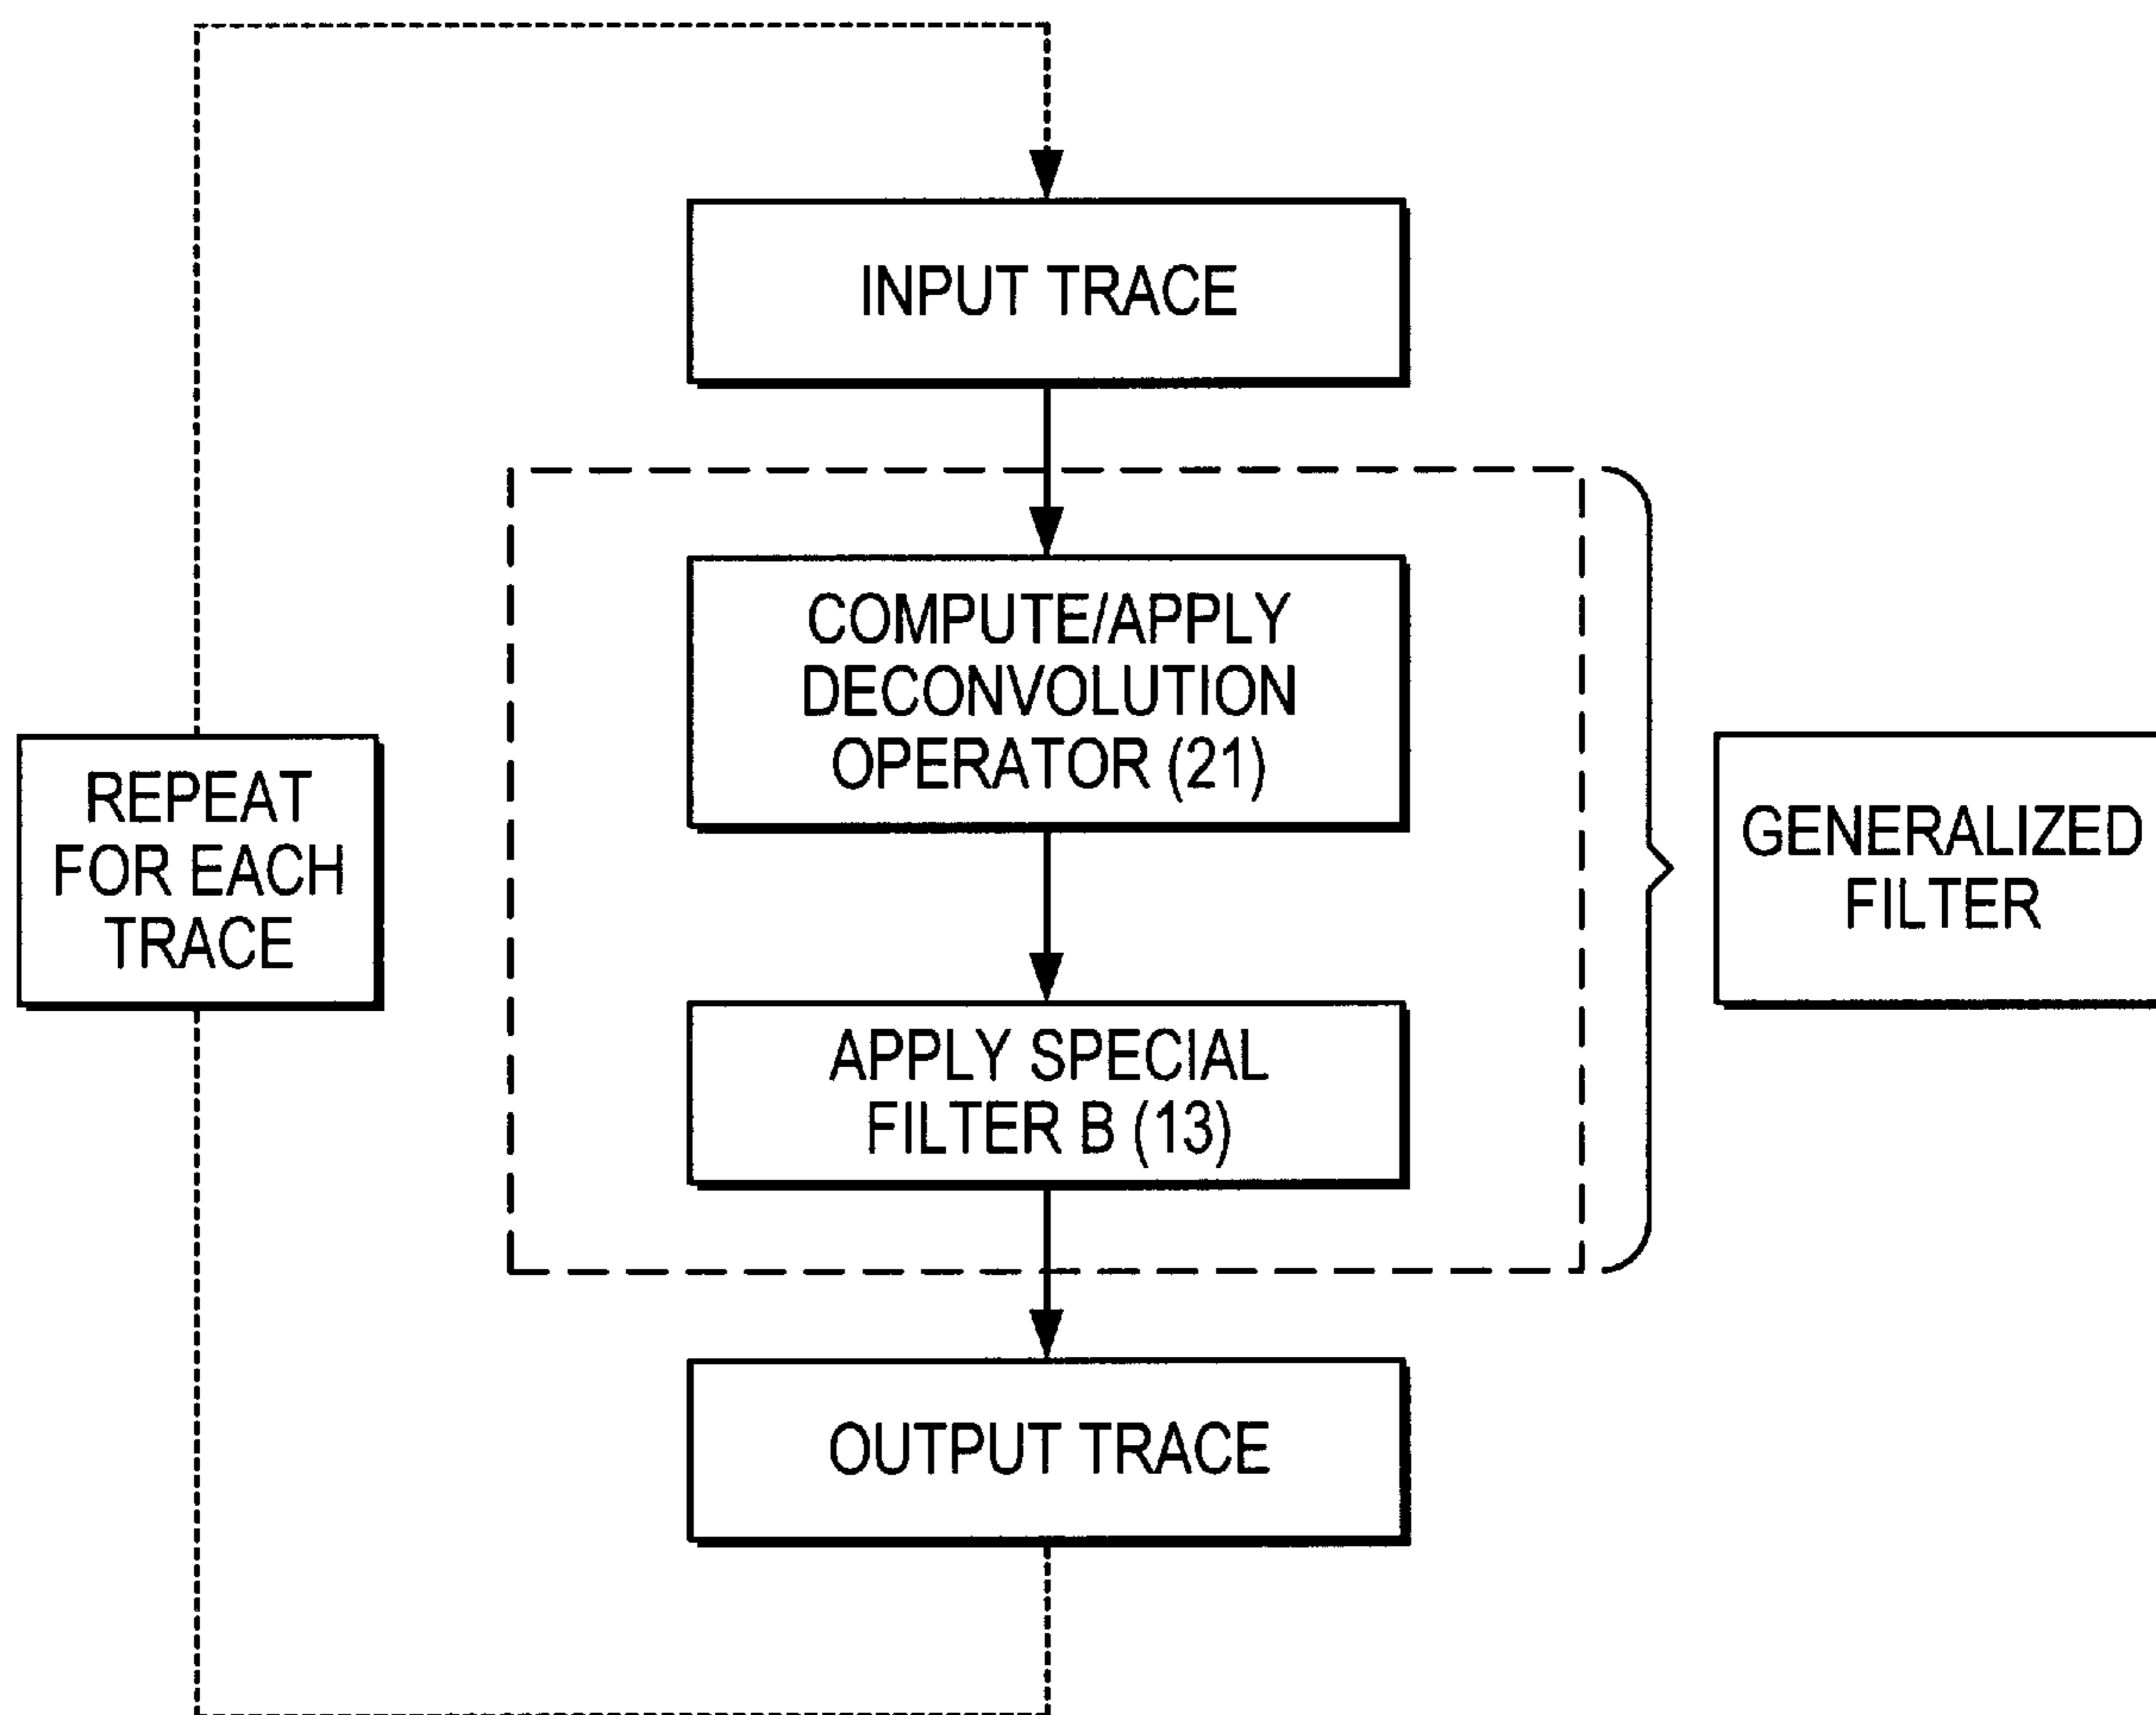 INPUT TRACE
COMPUTE/APPLY
DECONVOLUTION
OPERATOR (21)
REPEAT
FOR EACH
TRACE
GENERALIZED
FILTER
APPLY SPECIAL
FILTER B (13)
OUTPUT TRACE